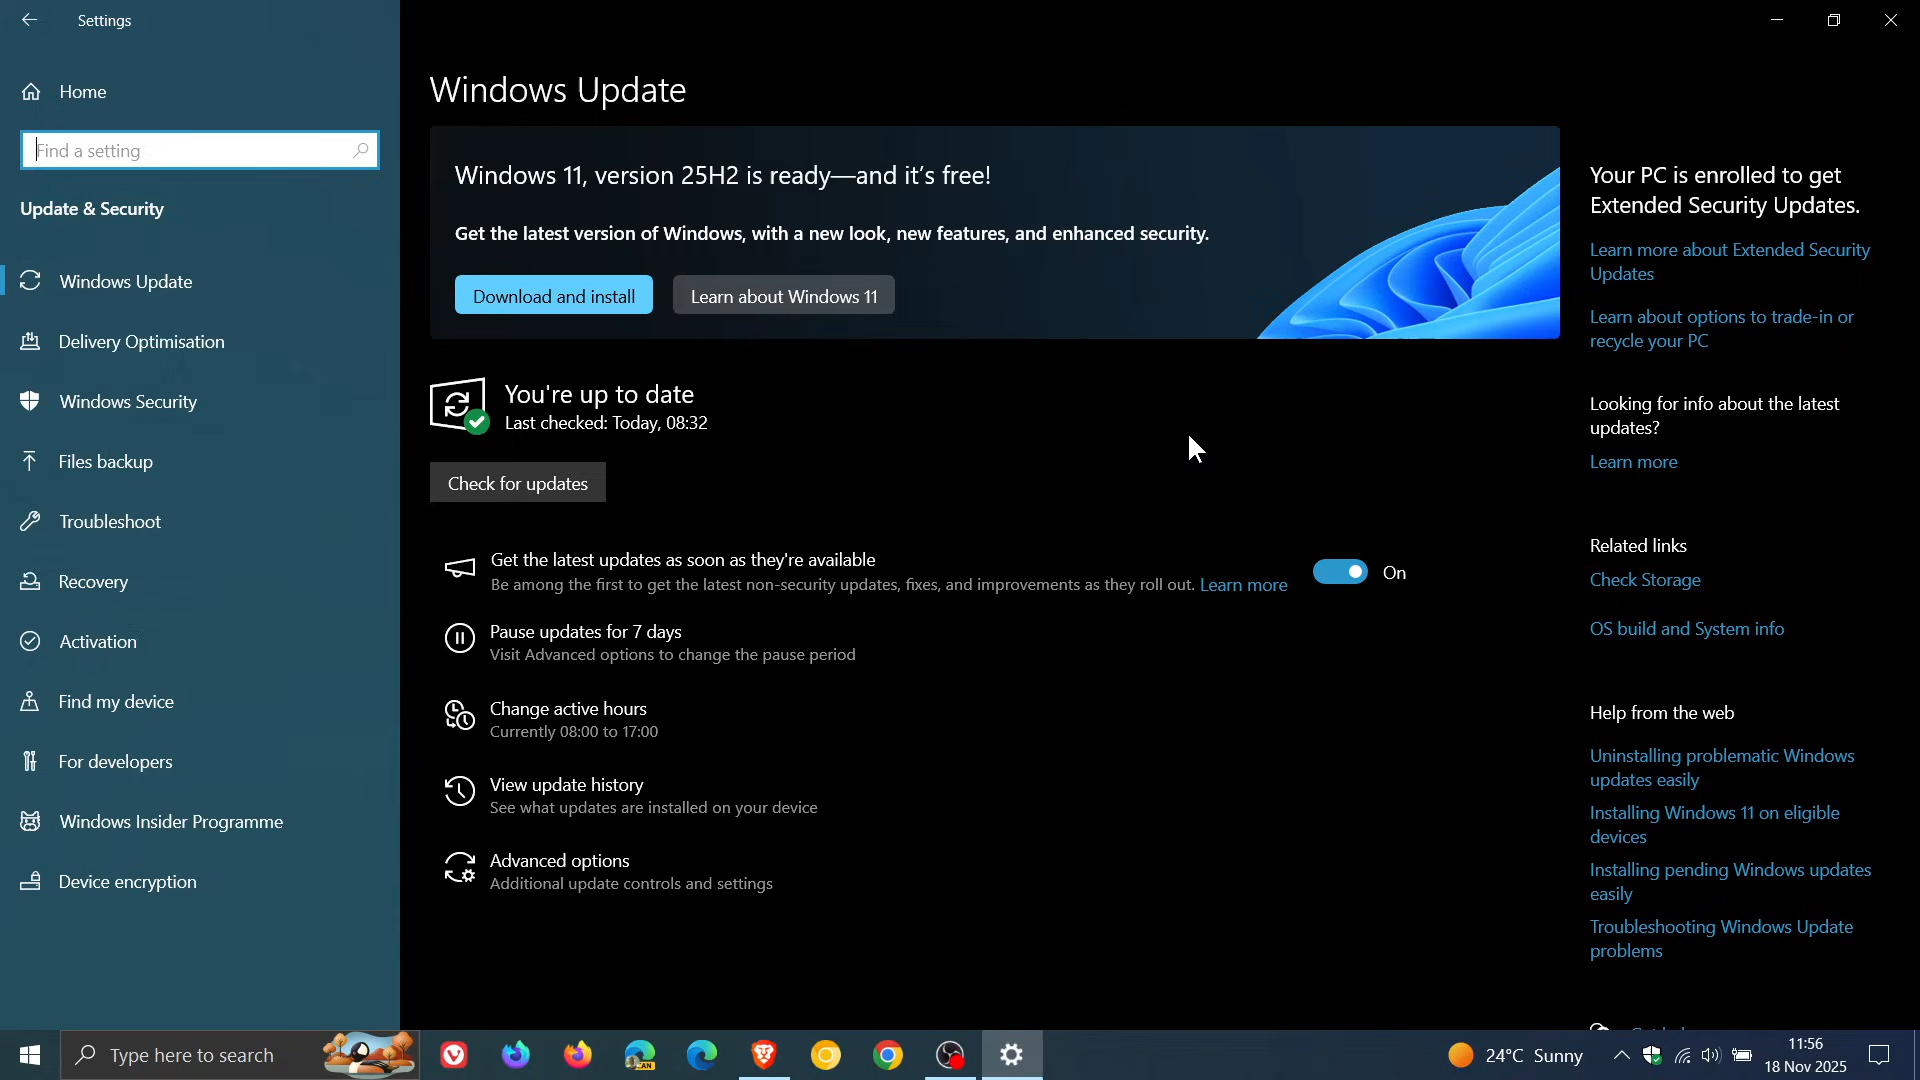 Settings
Home
Find a setting
Update & Security
Windows Update
Delivery Optimisation
Windows Security
Files backup
Troubleshoot
Recovery
Activation
Find my device
For developers
Windows Insider Programme
Device encryption
Windows Update
Windows 11, version 25H2 is ready—and it's free!
Get the latest version of Windows, with a new look, new features, and enhanced security.
Download and install
Learn about Windows 11
You're up to date
Last checked: Today, 08:32
Check for updates
Get the latest updates as soon as they're available
Be among the first to get the latest non-security updates, fixes, and improvements as they roll out. Learn more
On
Pause updates for 7 days
Visit Advanced options to change the pause period
Change active hours
Currently 08:00 to 17:00
View update history
See what updates are installed on your device
Advanced options
Additional update controls and settings
Your PC is enrolled to get
Extended Security Updates.
Learn more about Extended Security
Updates
Learn about options to trade-in or
recycle your PC
Looking for info about the latest
updates?
Learn more
Related links
Check Storage
OS build and System info
Help from the web
Uninstalling problematic Windows
updates easily
Installing Windows 11 on eligible
devices
Installing pending Windows updates
easily
Troubleshooting Windows Update
problems
Type here to search
CAN
24°C Sunny
11:56
18 Nov 2025